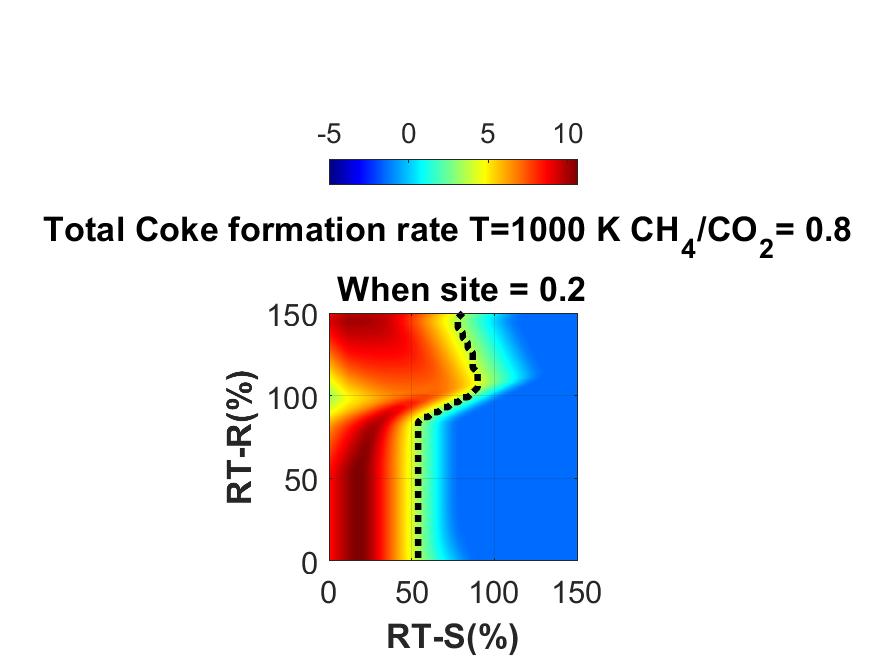 -5 0 5 10
Total Coke formation rate T=1000 K CH4/CO2= 0.8
When site = 0.2
150
100
50
0
RT-R(%)
0 50 100 150
RT-S(%)